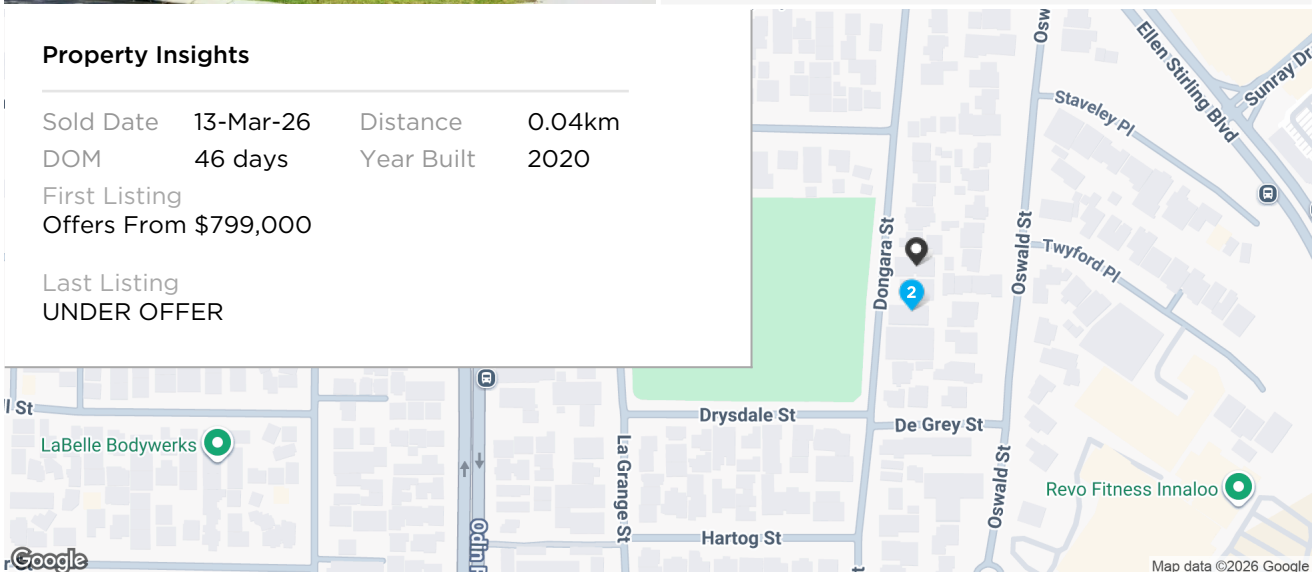 Property Insights
Sold Date 13-Mar-26 Distance 0.04km
DOM 46 days Year Built 2020
First Listing
Offers From $799,000
Last Listing
UNDER OFFER
Ellen Stirling Blvd
Sunray Dr
Staveley Pl
Twyford Pl
Oswald St
Dongara St
2
Drysdale St
De Grey St
LaBelle Bodywerks
La Grange St
Oswald St
Revo Fitness Innaloo
Hartog St
Google
Map data ©2026 Google